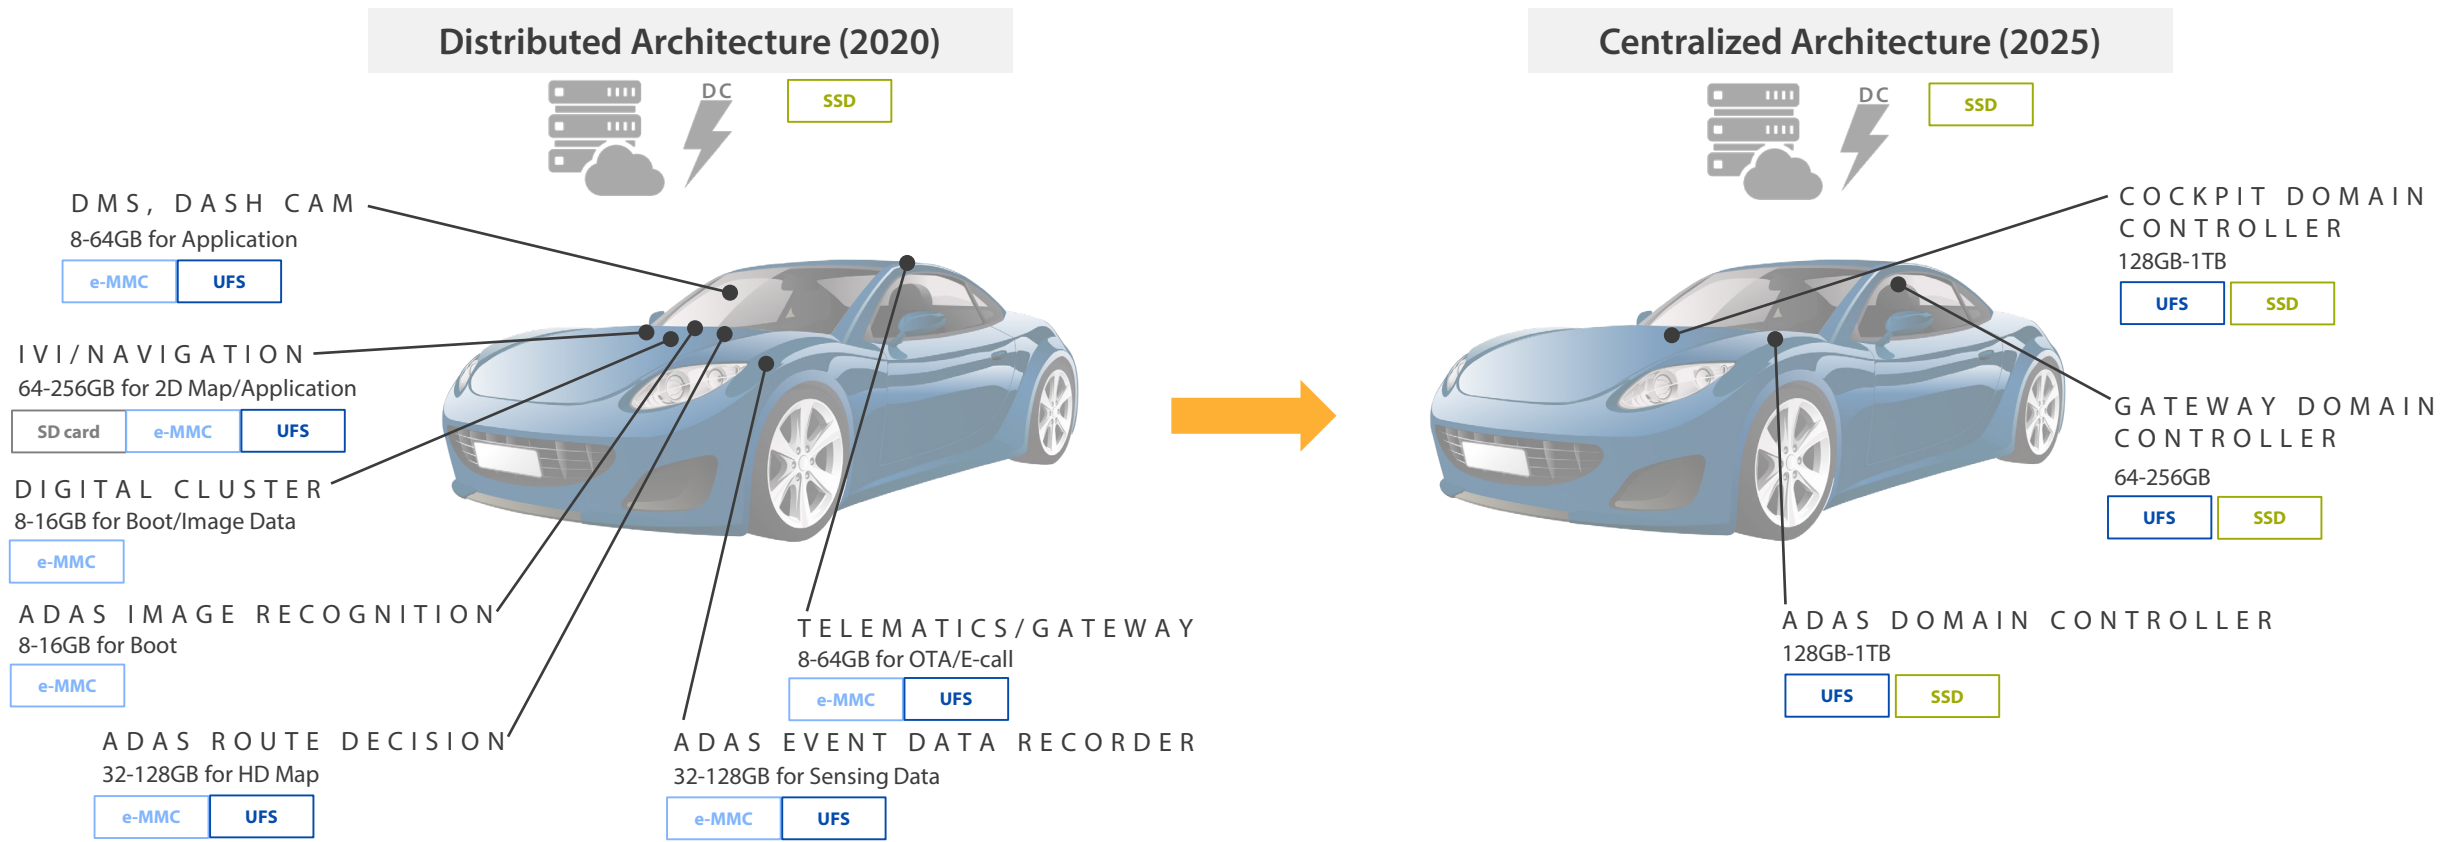 Distributed Architecture (2020)
DC
SSD
DMS, DASH CAM
8-64GB for Application
e-MMC UFS
IVI/NAVIGATION
64-256GB for 2D Map/Application
SD card e-MMC UFS
DIGITAL CLUSTER
8-16GB for Boot/Image Data
e-MMC
ADAS IMAGE RECOGNITION
8-16GB for Boot
e-MMC
ADAS ROUTE DECISION
32-128GB for HD Map
e-MMC UFS
TELEMATICS/GATEWAY
8-64GB for OTA/E-call
e-MMC UFS
ADAS EVENT DATA RECORDER
32-128GB for Sensing Data
e-MMC UFS
Centralized Architecture (2025)
DC
SSD
COCKPIT DOMAIN
CONTROLLER
128GB-1TB
UFS SSD
GATEWAY DOMAIN
CONTROLLER
64-256GB
UFS SSD
ADAS DOMAIN CONTROLLER
128GB-1TB
UFS SSD